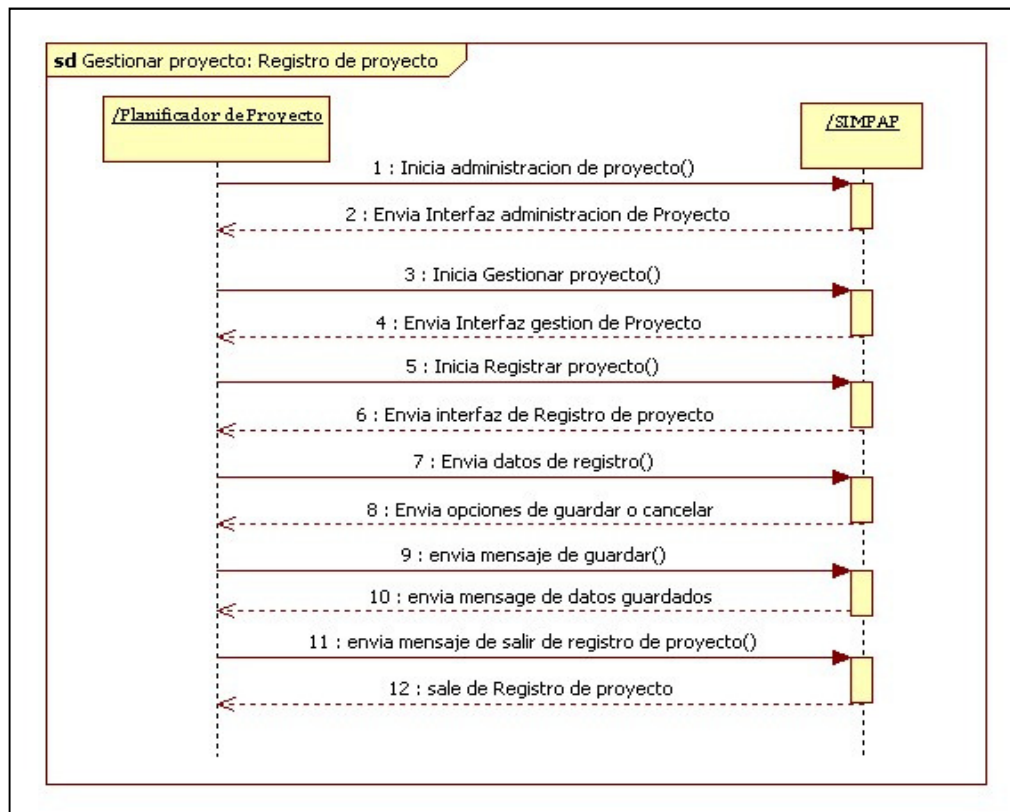 sd Gestionar proyecto: Registro de proyecto
/Planificador de Proyecto
/SIMPAP
1 : Inicia administracion de proyecto()
2 : Envia Interfaz administracion de Proyecto
3 : Inicia Gestionar proyecto()
4 : Envia Interfaz gestion de Proyecto
5 : Inicia Registrar proyecto()
6 : Envia interfaz de Registro de proyecto
7 : Envia datos de registro()
8 : Envia opciones de guardar o cancelar
9 : envia mensaje de guardar()
10 : envia mensage de datos guardados
11 : envia mensaje de salir de registro de proyecto()
12 : sale de Registro de proyecto